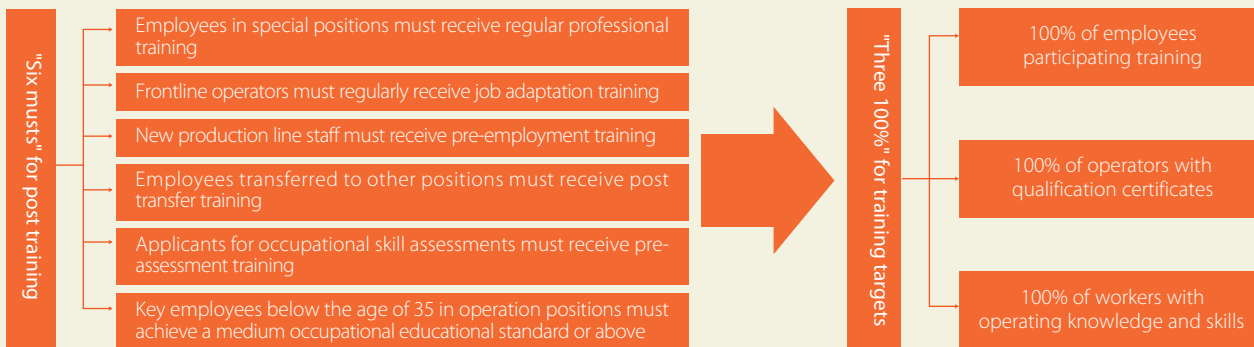 "Six musts" for post training
Employees in special positions must receive regular professional
training
Frontline operators must regularly receive job adaptation training
New production line staff must receive pre-employment training
Employees transferred to other positions must receive post
transfer training
Applicants for occupational skill assessments must receive pre-
assessment training
Key employees below the age of 35 in operation positions must
achieve a medium occupational educational standard or above
"Three 100%" for training targets
100% of employees
participating training
100% of operators with
qualification certificates
100% of workers with
operating knowledge and skills